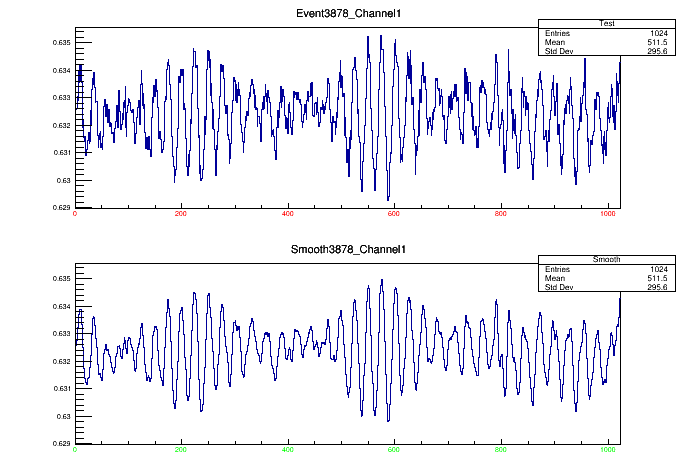 Event3878_Channel1
Test
Entries 1024
Mean 511.5
Std Dev 295.6
0.635
0.634
0.633
0.632
0.631
0.63
0.629
0 200 400 600 800 1000
Smooth3878_Channel1
Smooth
Entries 1024
Mean 511.5
Std Dev 295.6
0.635
0.634
0.633
0.632
0.631
0.63
0.629
0 200 400 600 800 1000